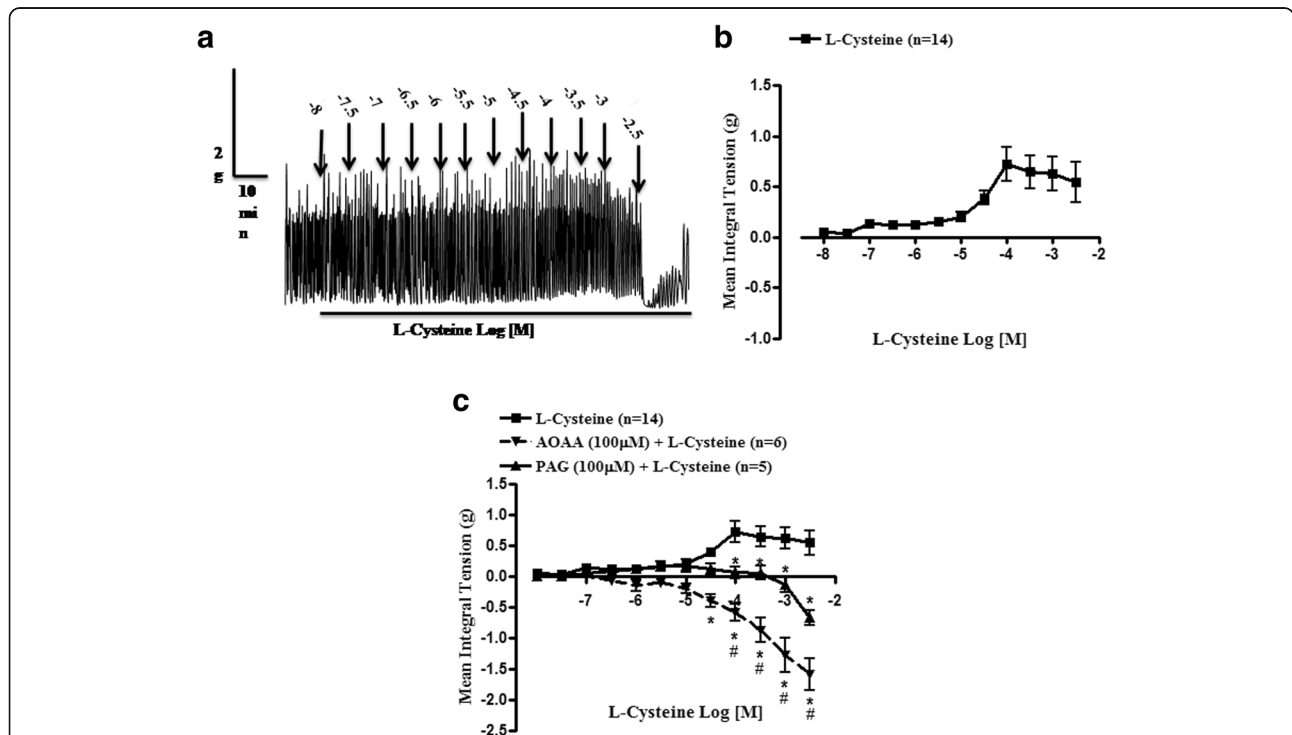 a
-8
-7.5
-7
-6.5
-6
-5.5
-5
-4.5
-4
-3.5
-3
-2.5
2
g
10
mi
n
L-Cysteine Log [M]
b
L-Cysteine (n=14)
Mean Integral Tension (g)
1.5
1.0
0.5
0.0
-0.5
-1.0
-8
-7
-6
-5
-4
-3
-2
L-Cysteine Log [M]
c
L-Cysteine (n=14)
AOAA (100µM) + L-Cysteine (n=6)
PAG (100µM) + L-Cysteine (n=5)
Mean Integral Tension (g)
1.5
1.0
0.5
0.0
-0.5
-1.0
-1.5
-2.0
-2.5
-7
-6
-5
-4
-3
-2
* * * *
* * * * *
# # # #
L-Cysteine Log [M]